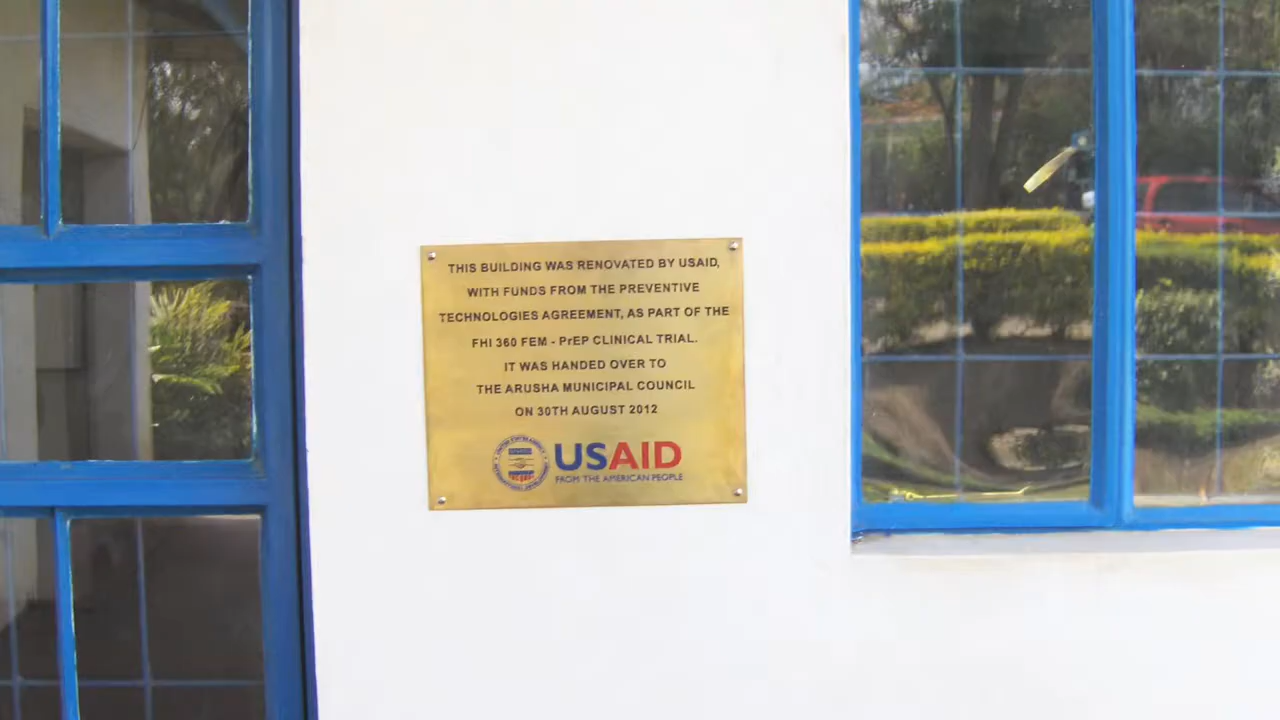 THIS BUILDING WAS RENOVATED BY USAID,
WITH FUNDS FROM THE PREVENTIVE
TECHNOLOGIES AGREEMENT, AS PART OF THE
FHI 360 FEM - PrEP CLINICAL TRIAL.
IT WAS HANDED OVER TO
THE ARUSHA MUNICIPAL COUNCIL
ON 30TH AUGUST 2012
USAID
FROM THE AMERICAN PEOPLE